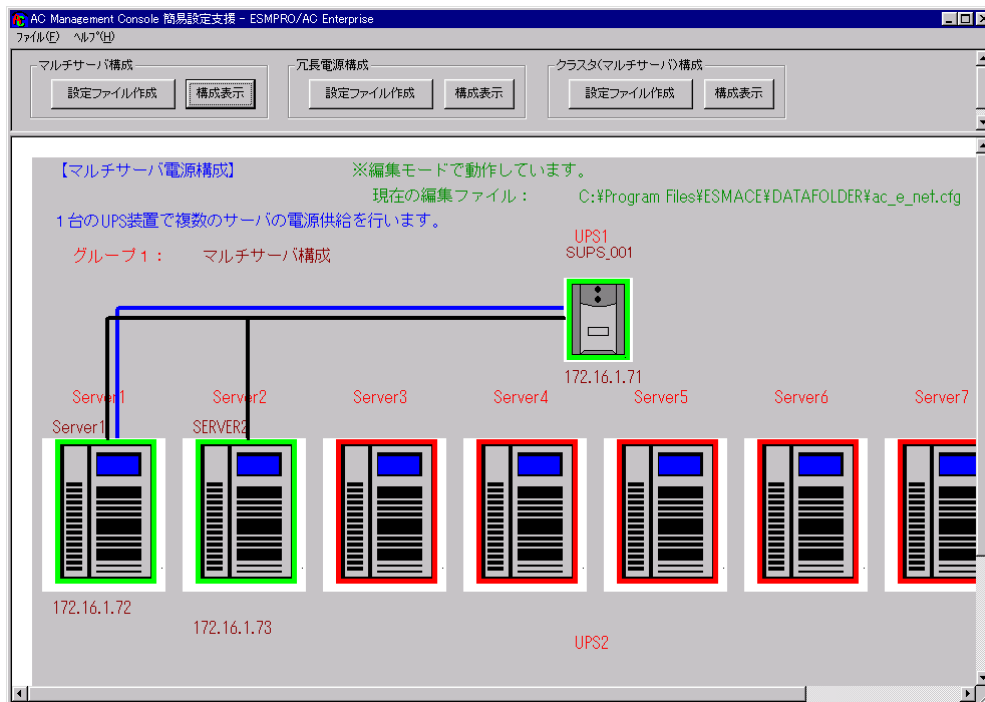 AC Management Console 簡易設定支援 - ESMPRO/AC Enterprise
ファイル(F) ヘルプ(H)
マルチサーバ構成 冗長電源構成 クラスタ(マルチサーバ)構成
設定ファイル作成 構成表示 設定ファイル作成 構成表示 設定ファイル作成 構成表示
【マルチサーバ電源構成】 ※編集モードで動作しています。
現在の編集ファイル： C:¥Program Files¥ESMACE¥DATAFOLDER¥ac_e_net.cfg
1台のUPS装置で複数のサーバの電源供給を行います。
UPS1
グループ1： マルチサーバ構成 SUPS_001
172.16.1.71
Server1 Server2 Server3 Server4 Server5 Server6 Server7
Server1 SERVER2
172.16.1.72
172.16.1.73
UPS2